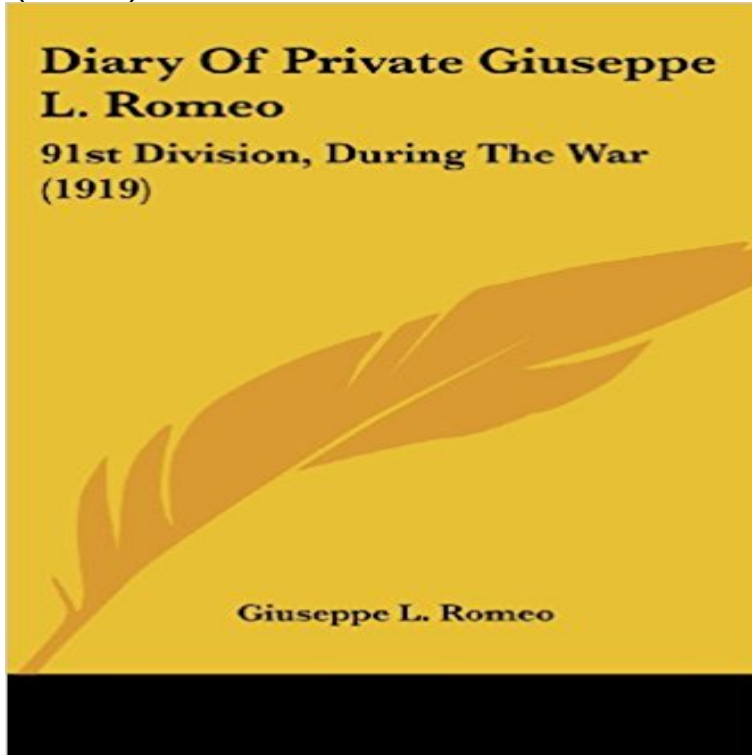 Diary Of Private Giuseppe
L. Romeo
91st Division, During The War
(1919)
Giuseppe L. Romeo